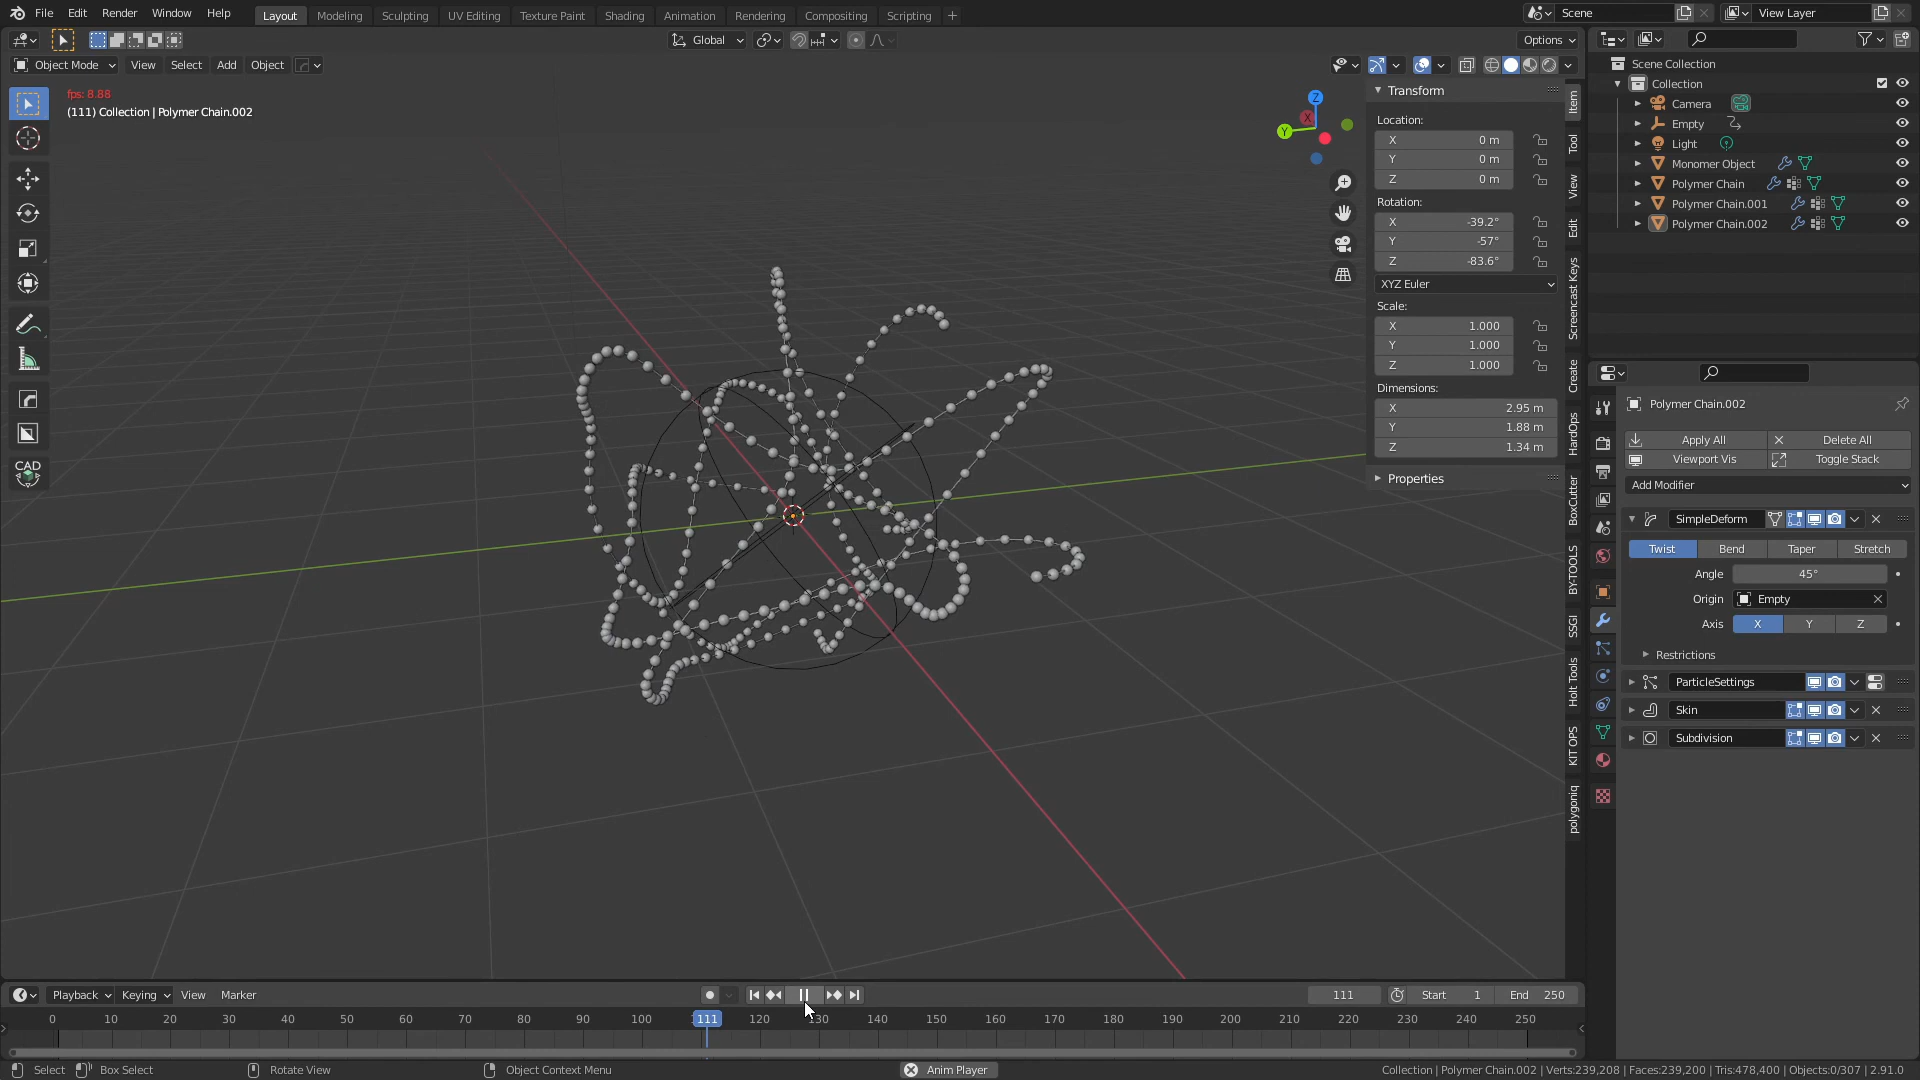 File Edit Render Window Help Layout Modeling Sculpting UV Editing Texture Paint Shading Animation Rendering Compositing Scripting + Scene View Layer
Global Options
Object Mode View Select Add Object
fps: 8.88
(111) Collection | Polymer Chain.002
Z
X
Y
Transform
Location:
X 0 m
Y 0 m
Z 0 m
Rotation:
X -39.2°
Y -57°
Z -83.6°
XYZ Euler
Scale:
X 1.000
Y 1.000
Z 1.000
Dimensions:
X 2.95 m
Y 1.88 m
Z 1.34 m
Properties
Item
Tool
View
Edit
Screencast Keys
Create
HardOps
BoxCutter
BY-TOOLS
SSGI
Holt Tools
KIT OPS
polygoniq
CAD
Scene Collection
Collection
Camera
Empty
Light
Monomer Object
Polymer Chain
Polymer Chain.001
Polymer Chain.002
Polymer Chain.002
Apply All Delete All
Viewport Vis Toggle Stack
Add Modifier
SimpleDeform
Twist Bend Taper Stretch
Angle 45°
Origin Empty
Axis X Y Z
Restrictions
ParticleSettings
Skin
Subdivision
Playback Keying View Marker 111 Start 1 End 250
0 10 20 30 40 50 60 70 80 90 100 111 120 130 140 150 160 170 180 190 200 210 220 230 240 250
Select Box Select Rotate View Object Context Menu Anim Player Collection | Polymer Chain.002 | Verts:239,208 | Faces:239,200 | Tris:478,400 | Objects:0/307 | 2.91.0